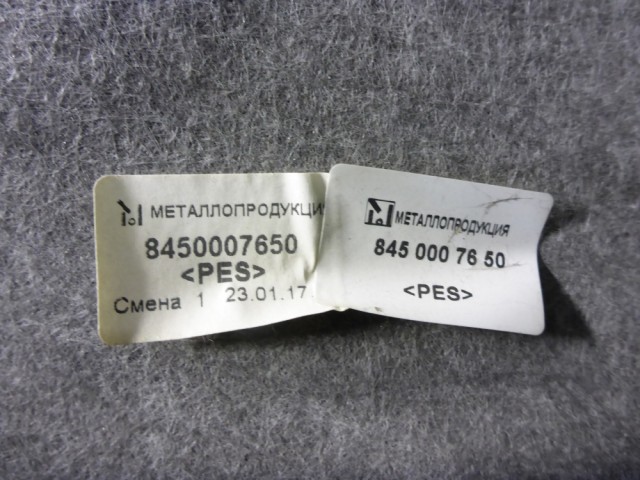 МЕТАЛЛОПРОДУКЦИЯ
8450007650
<PES>
Смена 1 23.01.17
МЕТАЛЛОПРОДУКЦИЯ
845 000 76 50
<PES>